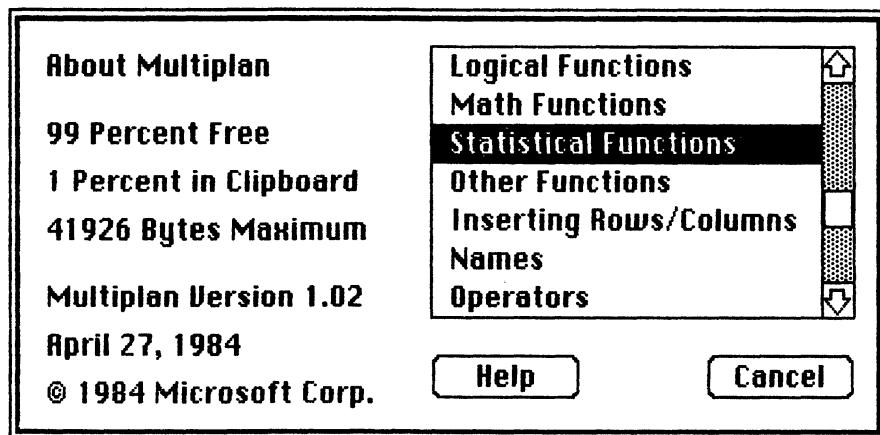 About Multiplan
99 Percent Free
1 Percent in Clipboard
41926 Bytes Maximum
Multiplan Version 1.02
April 27, 1984
© 1984 Microsoft Corp.
Logical Functions
Math Functions
Statistical Functions
Other Functions
Inserting Rows/Columns
Names
Operators
Help
Cancel